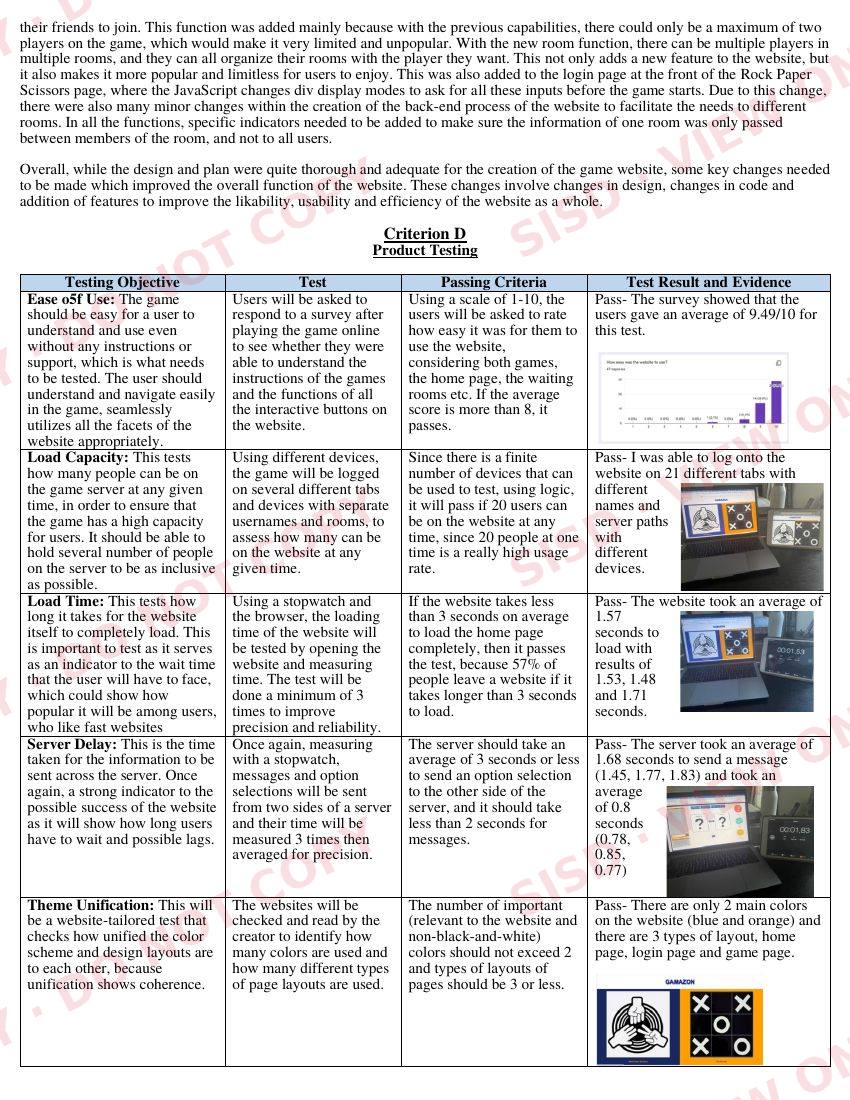 their friends to join. This function was added mainly because with the previous capabilities, there could only be a maximum of two
players on the game, which would make it very limited and unpopular. With the new room function, there can be multiple players in
multiple rooms, and they can all organize their rooms with the player they want. This not only adds a new feature to the website, but
it also makes it more popular and limitless for users to enjoy. This was also added to the login page at the front of the Rock Paper
Scissors page, where the JavaScript changes div display modes to ask for all these inputs before the game starts. Due to this change,
there were also many minor changes within the creation of the back-end process of the website to facilitate the needs to different
rooms. In all the functions, specific indicators needed to be added to make sure the information of one room was only passed
between members of the room, and not to all users.
Overall, while the design and plan were quite thorough and adequate for the creation of the game website, some key changes needed
to be made which improved the overall function of the website. These changes involve changes in design, changes in code and
addition of features to improve the likability, usability and efficiency of the website as a whole.
Criterion D
Product Testing
Testing Objective
Test
Passing Criteria
Test Result and Evidence
Ease o5f Use: The game
should be easy for a user to
understand and use even
without any instructions or
support, which is what needs
to be tested. The user should
understand and navigate easily
in the game, seamlessly
utilizes all the facets of the
website appropriately.
Users will be asked to
respond to a survey after
playing the game online
to see whether they were
able to understand the
instructions of the games
and the functions of all
the interactive buttons on
the website.
Using a scale of 1-10, the
users will be asked to rate
how easy it was for them to
use the website,
considering both games,
the home page, the waiting
rooms etc. If the average
score is more than 8, it
passes.
Pass- The survey showed that the
users gave an average of 9.49/10 for
this test.
How easy was the website to use?
47 responses
Load Capacity: This tests
how many people can be on
the game server at any given
time, in order to ensure that
the game has a high capacity
for users. It should be able to
hold several number of people
on the server to be as inclusive
as possible.
Using different devices,
the game will be logged
on several different tabs
and devices with separate
usernames and rooms, to
assess how many can be
on the website at any
given time.
Since there is a finite
number of devices that can
be used to test, using logic,
it will pass if 20 users can
be on the website at any
time, since 20 people at one
time is a really high usage
rate.
Pass- I was able to log onto the
website on 21 different tabs with
different
names and
server paths
with
different
devices.
Load Time: This tests how
long it takes for the website
itself to completely load. This
is important to test as it serves
as an indicator to the wait time
that the user will have to face,
which could show how
popular it will be among users,
who like fast websites
Using a stopwatch and
the browser, the loading
time of the website will
be tested by opening the
website and measuring
time. The test will be
done a minimum of 3
times to improve
precision and reliability.
If the website takes less
than 3 seconds on average
to load the home page
completely, then it passes
the test, because 57% of
people leave a website if it
takes longer than 3 seconds
to load.
Pass- The website took an average of
1.57
seconds to
load with
results of
1.53, 1.48
and 1.71
seconds.
00:01.53
Server Delay: This is the time
taken for the information to be
sent across the server. Once
again, a strong indicator to the
possible success of the website
as it will show how long users
have to wait and possible lags.
Once again, measuring
with a stopwatch,
messages and option
selections will be sent
from two sides of a server
and their time will be
measured 3 times then
averaged for precision.
The server should take an
average of 3 seconds or less
to send an option selection
to the other side of the
server, and it should take
less than 2 seconds for
messages.
Pass- The server took an average of
1.68 seconds to send a message
(1.45, 1.77, 1.83) and took an
average
of 0.8
seconds
(0.78,
0.85,
0.77)
00:01.83
Theme Unification: This will
be a website-tailored test that
checks how unified the color
scheme and design layouts are
to each other, because
unification shows coherence.
The websites will be
checked and read by the
creator to identify how
many colors are used and
how many different types
of page layouts are used.
The number of important
(relevant to the website and
non-black-and-white)
colors should not exceed 2
and types of layouts of
pages should be 3 or less.
Pass- There are only 2 main colors
on the website (blue and orange) and
there are 3 types of layout, home
page, login page and game page.
GAMAZON
SISD · VIEW ON
DO NOT COPY